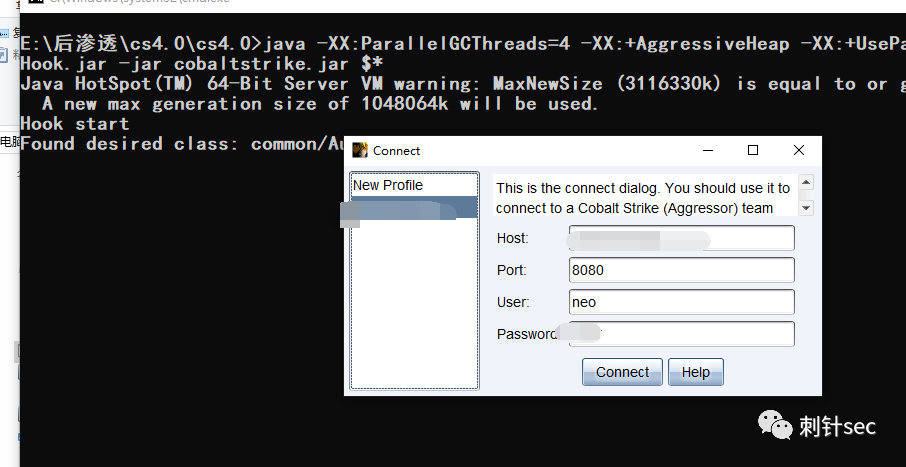 E:\后渗透\cs4.0\cs4.0>java -XX:ParallelGCThreads=4 -XX:+AggressiveHeap -XX:+UsePa
Hook.jar -jar cobaltstrike.jar $*
Java HotSpot(TM) 64-Bit Server VM warning: MaxNewSize (3116330k) is equal to or g
A new max generation size of 1048064k will be used.
Hook start
Found desired class: common/Au
电脑
Connect
New Profile
This is the connect dialog. You should use it to
connect to a Cobalt Strike (Aggressor) team
Host:
Port: 8080
User: neo
Password
Connect Help
刺针sec